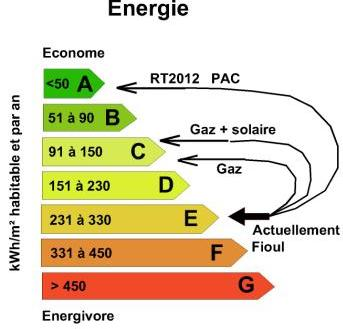 Energie
Econome
<50 A
RT2012 PAC
51 à 90 B
Gaz + solaire
91 à 150 C
Gaz
151 à 230 D
231 à 330 E
Actuellement
Fioul
331 à 450 F
> 450 G
Energivore
kWh/m² habitable et par an